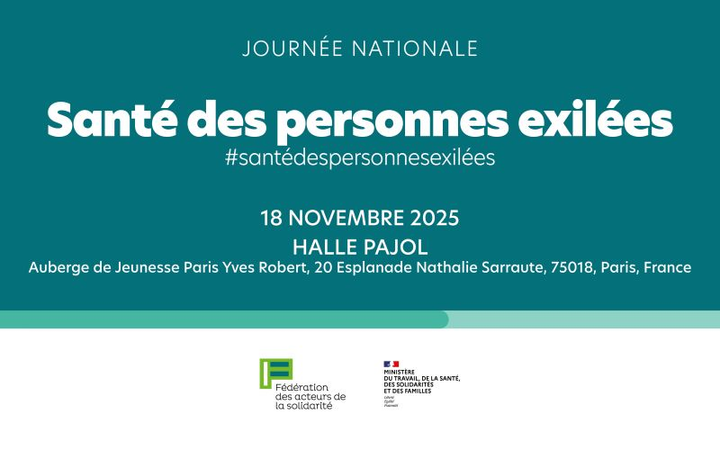 JOURNÉE NATIONALE
Santé des personnes exilées
#santédespersonnesexilées
18 NOVEMBRE 2025
HALLE PAJOL
Auberge de Jeunesse Paris Yves Robert, 20 Esplanade Nathalie Sarraute, 75018, Paris, France
Fédération
des acteurs de
la solidarité
MINISTÈRE
DU TRAVAIL, DE LA SANTÉ,
DES SOLIDARITÉS
ET DES FAMILLES
Liberté
Égalité
Fraternité